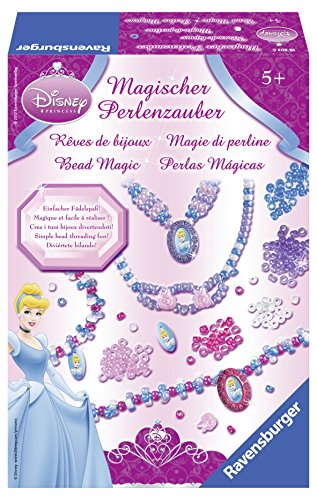 Ravensburger
Disney
PRINCESS
5+
Magischer
Perlenzauber
Rêves de bijoux Magie di perline
Bead Magic Perlas Mágicas
Einfacher Fädelspaß!
Magique et facile à réaliser !
Crea i tuoi bijoux divertendoti!
Simple bead threading fun!
Diviértete hilando!
Ravensburger